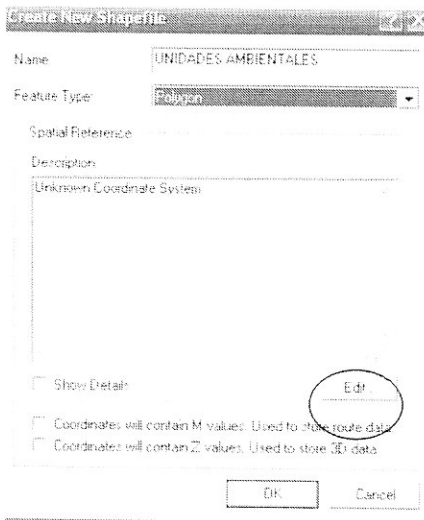 Create New Shapefile
Name
UNIDADES AMBIENTALES
Feature Type:
Polygon
Spatial Reference
Description
Unknown Coordinate System
Show Details
Edit...
Coordinates will contain M values. Used to store route data.
Coordinates will contain Z values. Used to store 3D data.
OK
Cancel